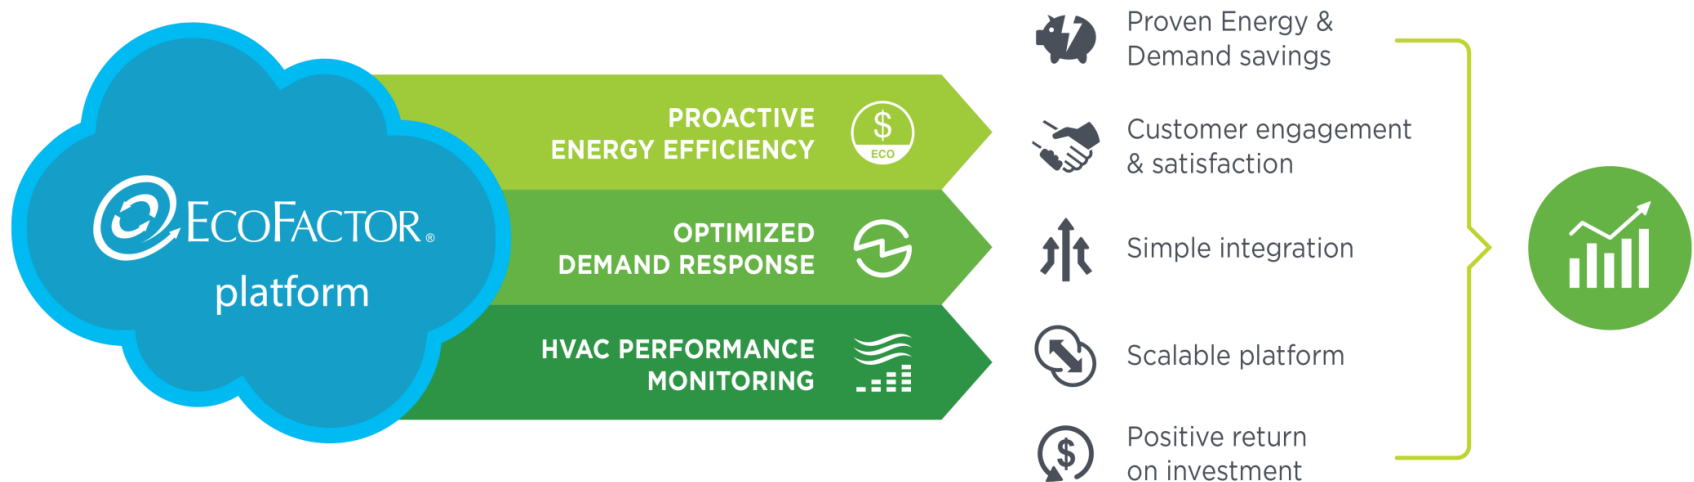 ECOFACTOR®
platform
PROACTIVE
ENERGY EFFICIENCY
$
ECO
OPTIMIZED
DEMAND RESPONSE
HVAC PERFORMANCE
MONITORING
Proven Energy &
Demand savings
Customer engagement
& satisfaction
Simple integration
Scalable platform
$
Positive return
on investment